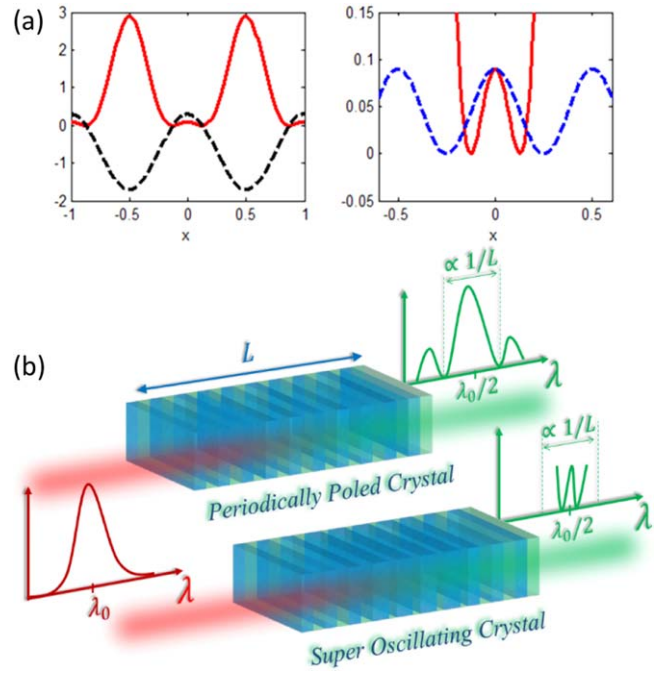 (a)
3
2
1
0
-1
-2
-1 -0.5 0 0.5 1
x
0.15
0.1
0.05
0
-0.05
-0.5 0 0.5
x
(b)
L
∝ 1/L
λ₀/2
λ
Periodically Poled Crystal
∝ 1/L
λ₀/2
λ
λ₀
λ
Super Oscillating Crystal